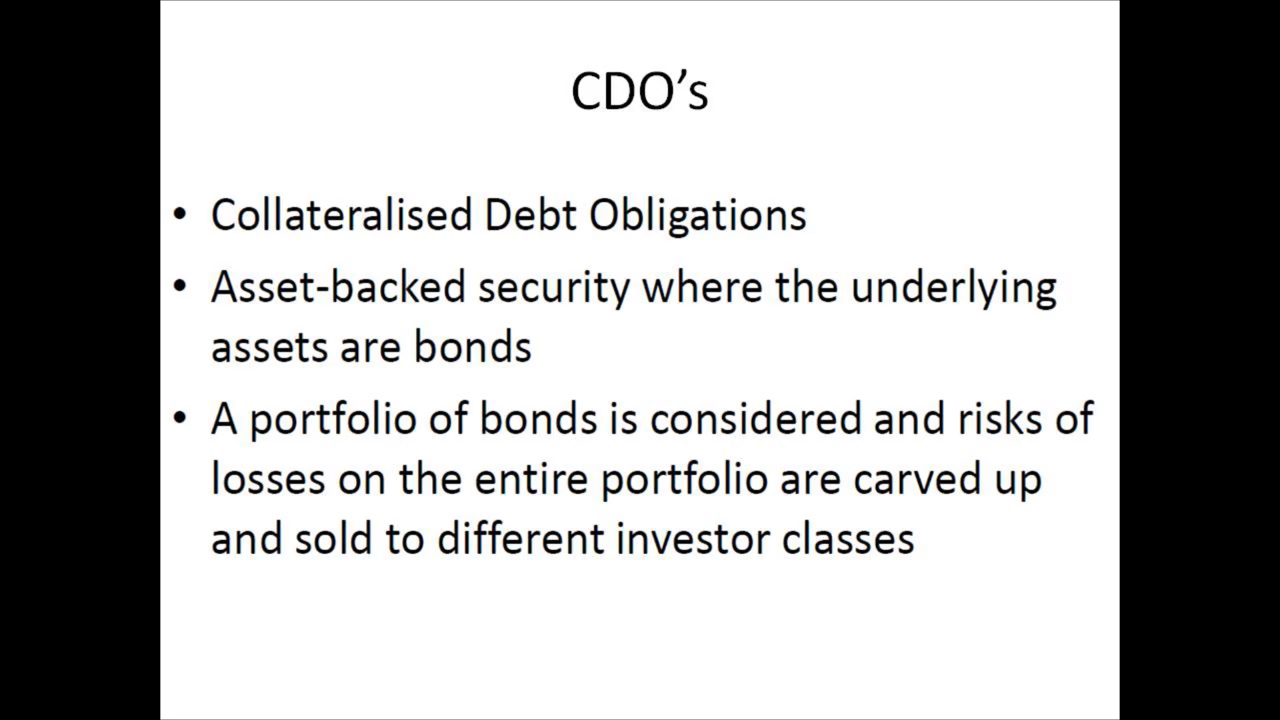 CDO’s
• Collateralised Debt Obligations
• Asset-backed security where the underlying
assets are bonds
• A portfolio of bonds is considered and risks of
losses on the entire portfolio are carved up
and sold to different investor classes